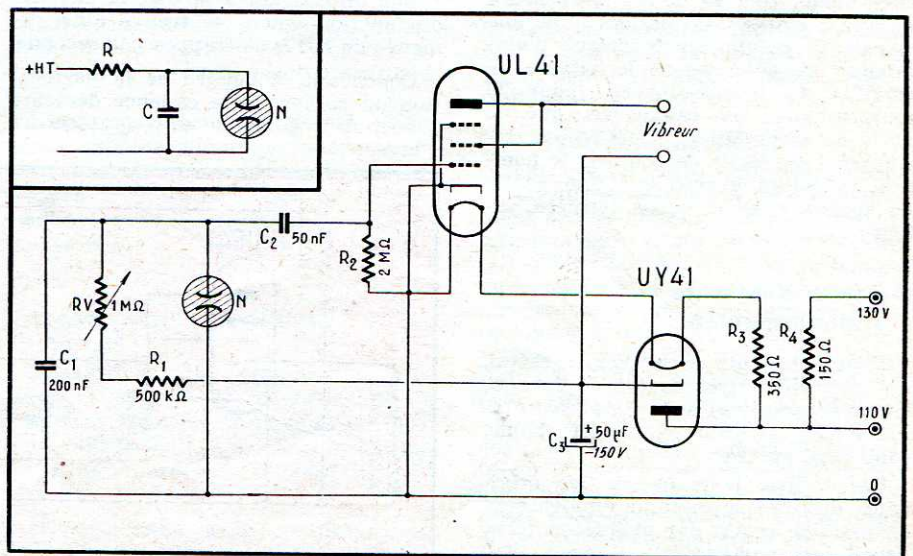 R
+HT
C
N
UL 41
Vibreur
C₂ 50 nF
R₂ 2 MΩ
N
RV 1 MΩ
C₁ 200 nF
R₁ 500 kΩ
UY41
R₃ 350 Ω
R₄ 150 Ω
130 V
110 V
C₃ + 50 µF
−150 V
0